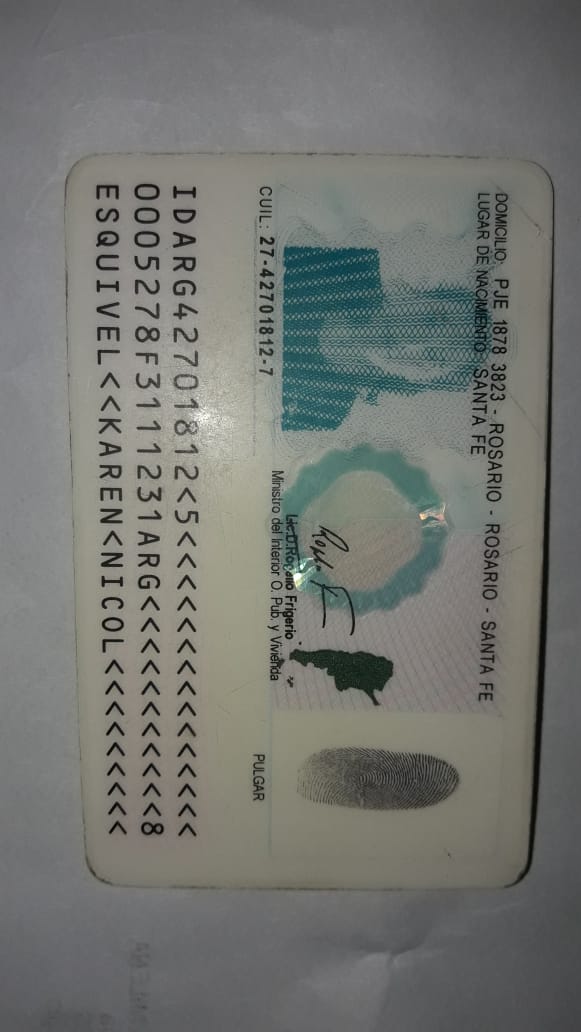 DOMICILIO: PJE 1878 3823 - ROSARIO - ROSARIO - SANTA FE
LUGAR DE NACIMIENTO: SANTA FE
Lic.D.Rogelio Frigerio
Ministro del Interior O. Pub. y Vivienda
CUIL: 27-42701812-7
PULGAR
IDARG42701812<5<<<<<<<<<<<<<<<
0005278F3111231ARG<<<<<<<<<<<8
ESQUIVEL<<KAREN<NICOL<<<<<<<<<